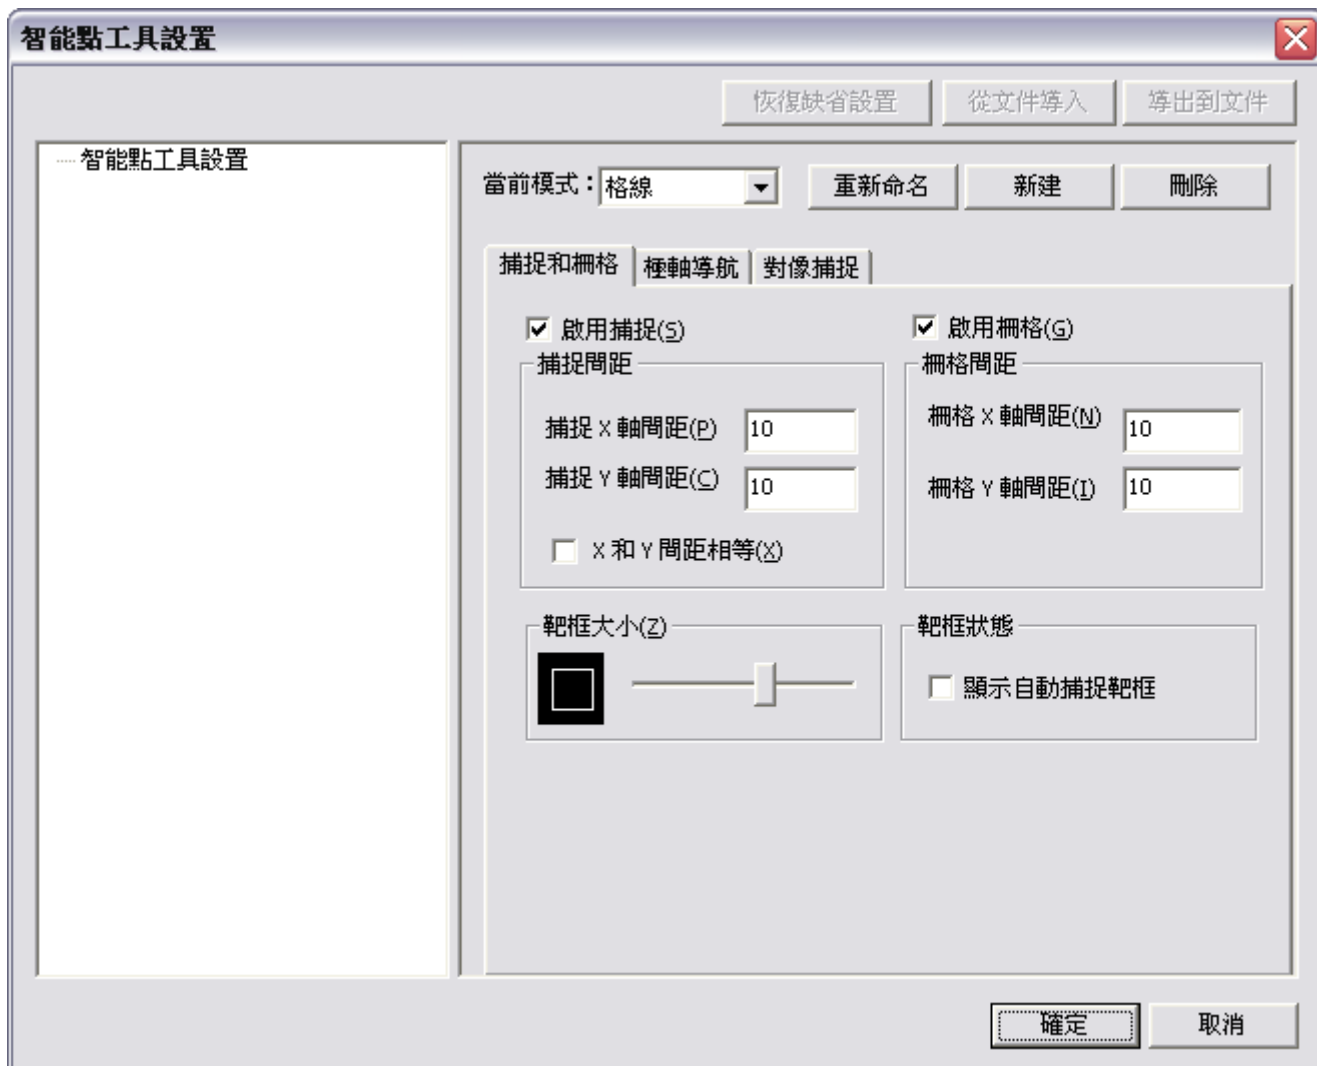 智能點工具設置
恢復缺省設置 從文件導入 導出到文件
智能點工具設置
當前模式：格線 重新命名 新建 刪除
捕捉和柵格 極軸導航 對像捕捉
啟用捕捉(S) 啟用柵格(G)
捕捉間距 柵格間距
捕捉 X 軸間距(P) 10 柵格 X 軸間距(N) 10
捕捉 Y 軸間距(C) 10 柵格 Y 軸間距(I) 10
X 和 Y 間距相等(X)
靶框大小(Z) 靶框狀態
顯示自動捕捉靶框
確定 取消